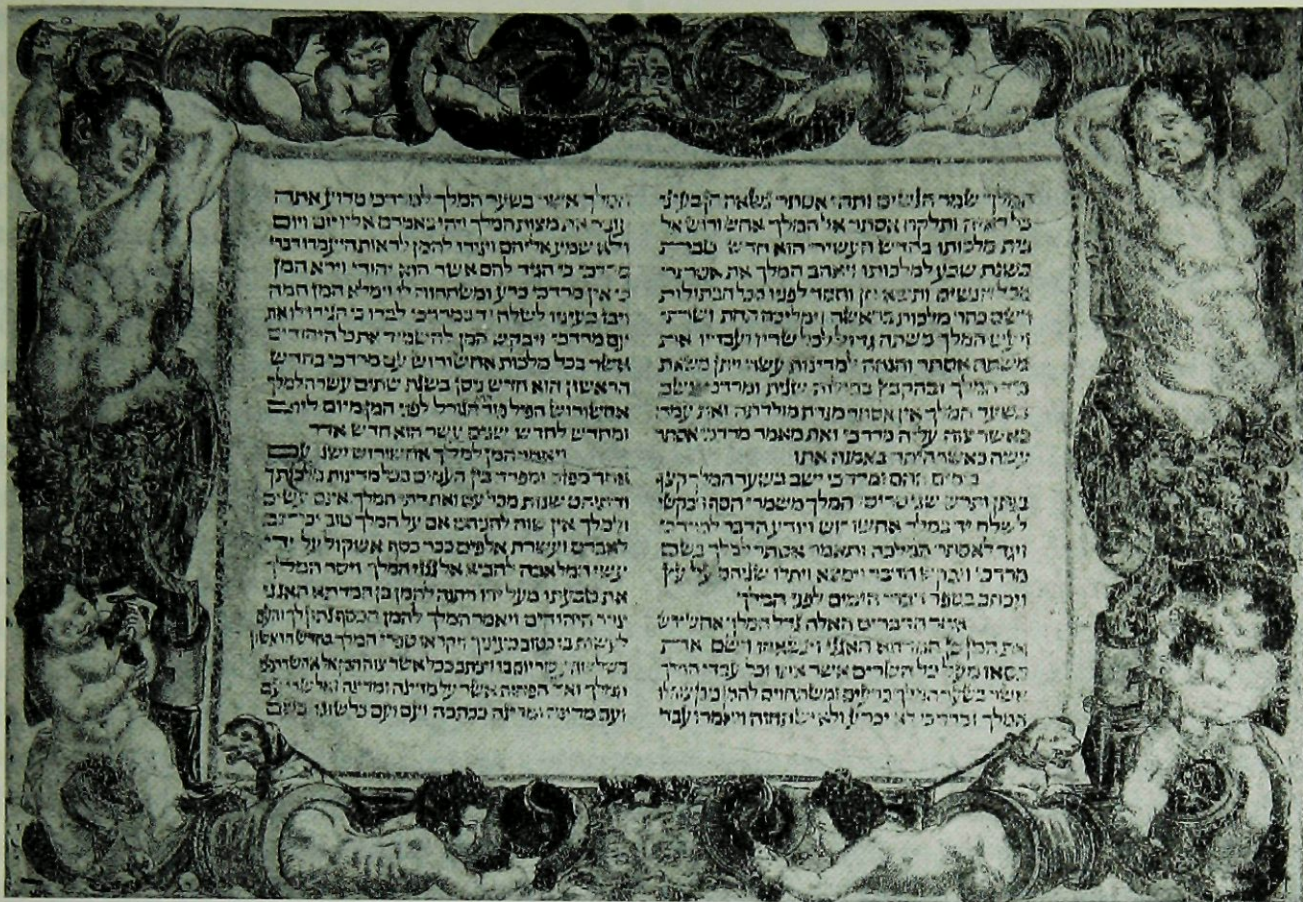 המלך שמר הנשים ותהי אסתר נשאת חן בעיני
כל ראיה ותלקח אסתר אל המלך אחשורוש אל
בית מלכותו בחדש העשירי הוא חדש טבת
בשנת שבע למלכותו ויאהב המלך את אסתר
מכל הנשים ותשא חן וחסד לפניו מכל הבתולות
וישם כתר מלכות בראשה וימליכה תחת ושתי
ויעש המלך משתה גדול לכל שריו ועבדיו את
משתה אסתר והנחה למדינות עשה ויתן משאת
כיד המלך ובהקבץ בתולות שנית ומרדכי ישב
בשער המלך אין אסתר מגדת מולדתה ואת עמה
כאשר צוה עליה מרדכי ואת מאמר מרדכי אסתר
עשה כאשר היתה באמנה אתו
בימים ההם ומרדכי ישב בשער המלך קצף
בגתן ותרש שני סריסי המלך משמרי הסף ויבקשו
לשלח יד במלך אחשורוש ויודע הדבר למרדכי
ויגד לאסתר המלכה ותאמר אסתר למלך בשם
מרדכי ויבקש הדבר וימצא ויתלו שניהם על עץ
ויכתב בספר דברי הימים לפני המלך
אחר הדברים האלה גדל המלך אחשורוש
את המן בן המדתא האגגי וינשאהו וישם את
כסאו מעל כל השרים אשר אתו וכל עבדי המלך
אשר בשער המלך כרעים ומשתחוים להמן כי כן צוה לו
המלך ומרדכי לא יכרע ולא ישתחוה ויאמרו עבדי
המלך אשר בשער המלך למרדכי מדוע אתה
עובר את מצות המלך ויהי באמרם אליו יום ויום
ולא שמע אליהם ויגידו להמן לראות היעמדו דברי
מרדכי כי הגיד להם אשר הוא יהודי וירא המן
כי אין מרדכי כרע ומשתחוה לו וימלא המן חמה
ויבז בעיניו לשלח יד במרדכי לבדו כי הגידו לו את
עם מרדכי ויבקש המן להשמיד את כל היהודים
אשר בכל מלכות אחשורוש עם מרדכי בחדש
הראשון הוא חדש ניסן בשנת שתים עשרה למלך
אחשורוש הפיל פור הוא הגורל לפני המן מיום ליום
ומחדש לחדש שנים עשר הוא חדש אדר
ויאמר המן למלך אחשורוש ישנו עם
אחד מפזר ומפרד בין העמים בכל מדינות מלכותך
ודתיהם שנות מכל עם ואת דתי המלך אינם עשים
ולמלך אין שוה להניחם אם על המלך טוב יכתב
לאבדם ועשרת אלפים ככר כסף אשקול על ידי
עשי המלאכה להביא אל גנזי המלך ויסר המלך
את טבעתו מעל ידו ויתנה להמן בן המדתא האגגי
צרר היהודים ויאמר המלך להמן הכסף נתון לך והעם
לעשות בו כטוב בעיניך ויקראו ספרי המלך בחדש הראשון
בשלושה עשר יום בו ויכתב ככל אשר צוה המן אל אחשדרפני
המלך ואל הפחות אשר על מדינה ומדינה ואל שרי עם
ועם מדינה ומדינה ככתבה ועם ועם כלשונו בשם